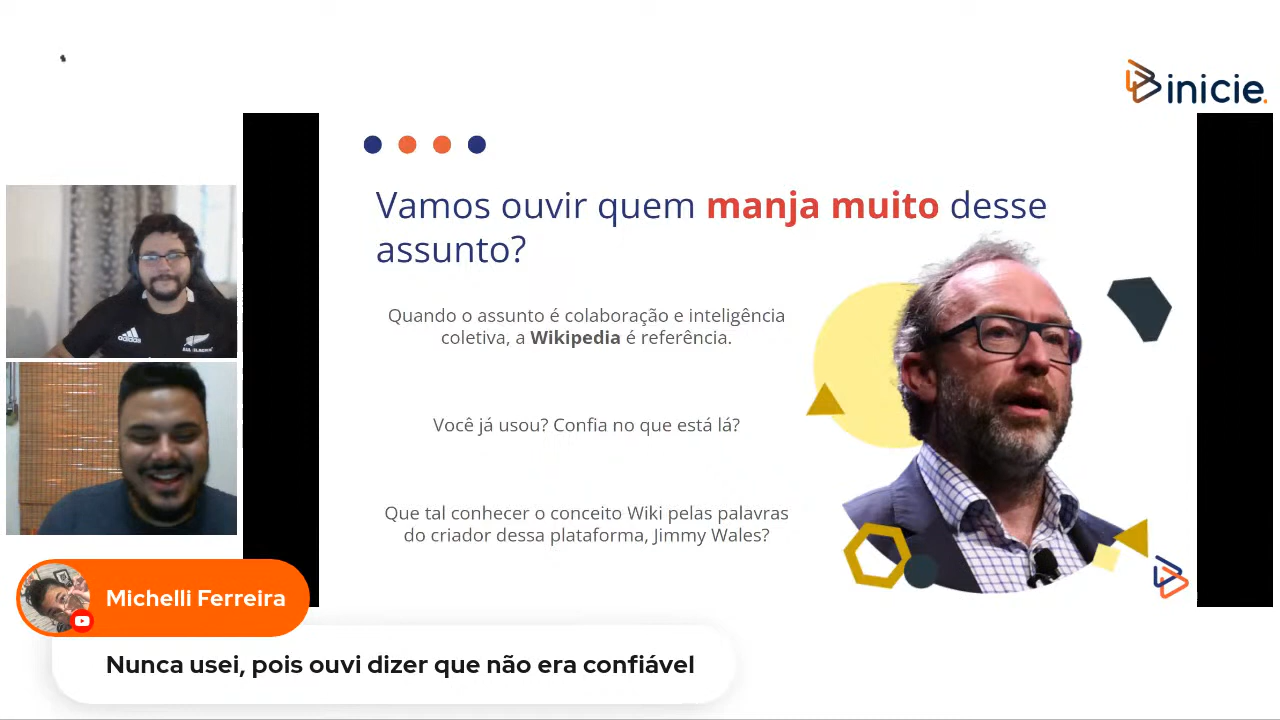 inicie.
Vamos ouvir quem manja muito desse
assunto?
Quando o assunto é colaboração e inteligência
coletiva, a Wikipedia é referência.
Você já usou? Confia no que está lá?
Que tal conhecer o conceito Wiki pelas palavras
do criador dessa plataforma, Jimmy Wales?
adidas
Michelli Ferreira
Nunca usei, pois ouvi dizer que não era confiável